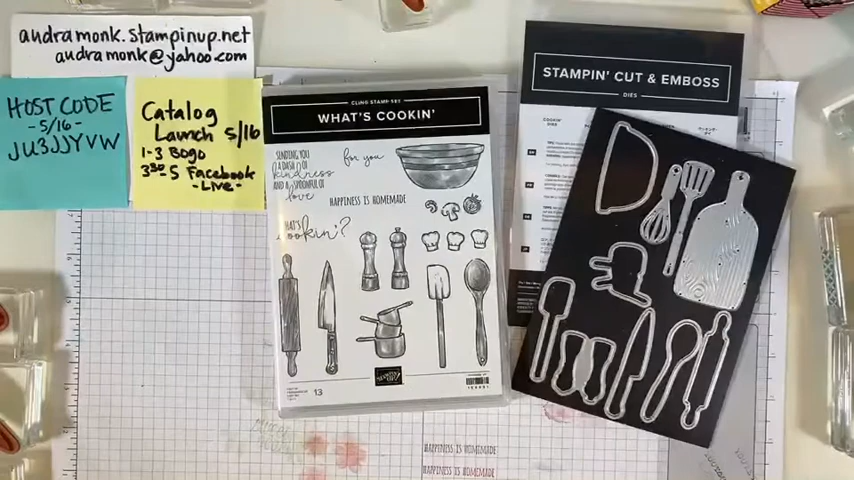 audramonk.stampinup.net
audramonk@yahoo.com
HOST CODE
-5/16-
JU3JJYVW
Catalog
Launch 5/16
1-3 BOGO
3:30-5 Facebook
-Live-
CLING STAMP SET
WHAT'S COOKIN'
SENDING YOU
A DASH OF
kindness
AND A SPOONFUL OF
love
for you
HAPPINESS IS HOMEMADE
WHAT'S
cookin'?
13
STAMPIN' CUT & EMBOSS
DIES
HAPPINESS IS HOMEMADE
HAPPINESS IS HOMEMADE